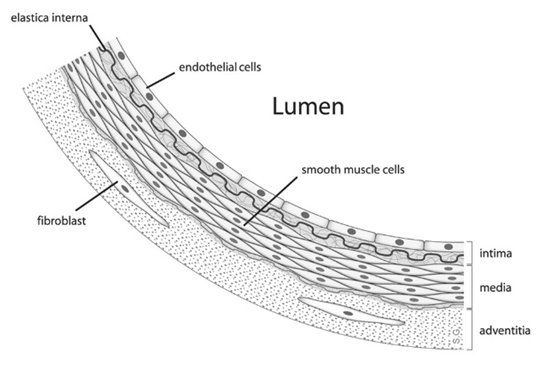 elastica interna
endothelial cells
Lumen
smooth muscle cells
fibroblast
intima
media
adventitia
S.G.